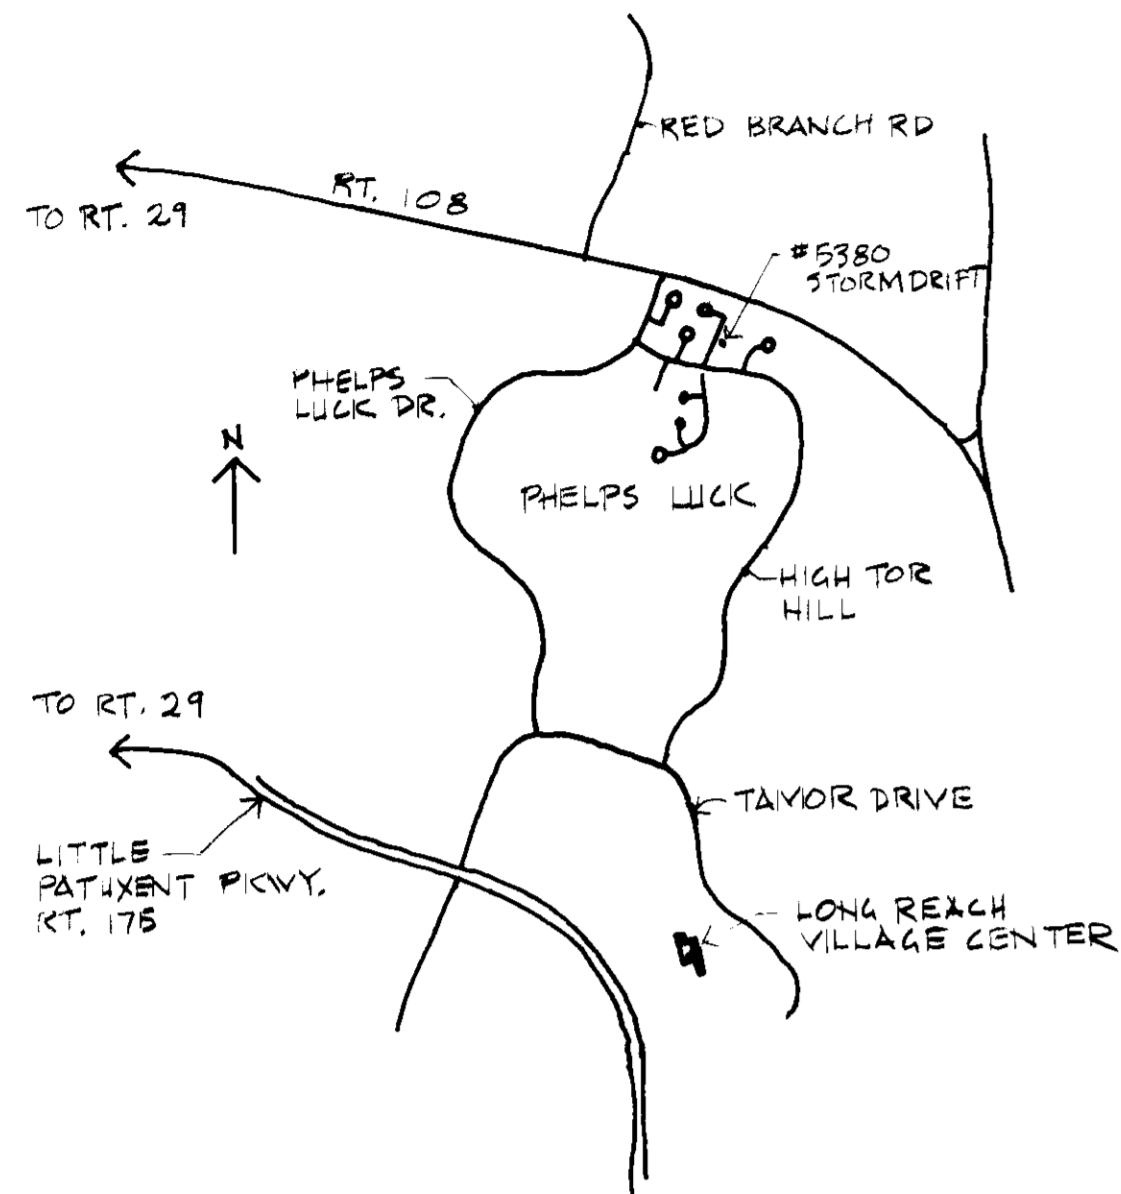 RED BRANCH RD
RT. 108
TO RT. 29
#5380
STORMDRIFT
PHELPS
LUCK DR.
N
PHELPS LUCK
HIGH TOR
HILL
TO RT. 29
TAMOR DRIVE
LITTLE
PATUXENT PKWY.
RT. 175
LONG REACH
VILLAGE CENTER